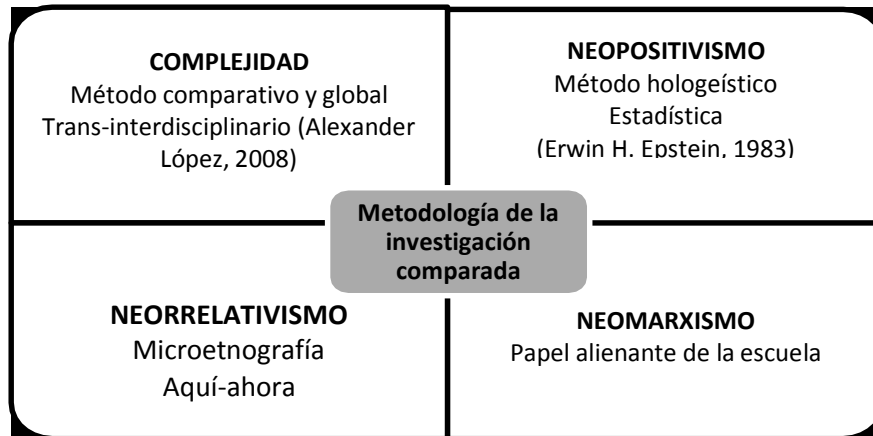 COMPLEJIDAD
Método comparativo y global
Trans-interdisciplinario (Alexander
López, 2008)
NEOPOSITIVISMO
Método hologeístico
Estadística
(Erwin H. Epstein, 1983)
Metodología de la
investigación
comparada
NEORRELATIVISMO
Microetnografía
Aquí-ahora
NEOMARXISMO
Papel alienante de la escuela